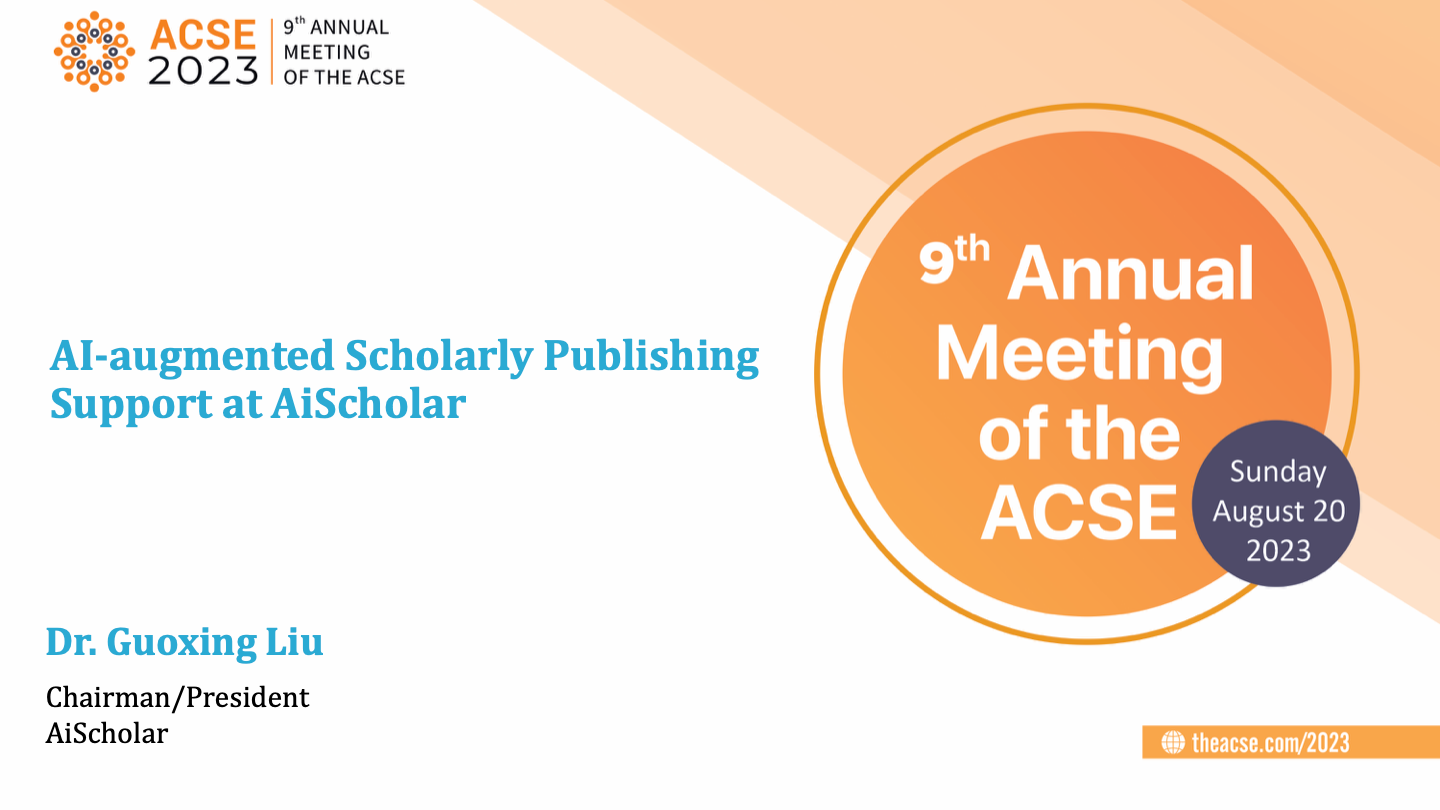 ACSE
2023
9th ANNUAL
MEETING
OF THE ACSE
9th Annual
Meeting
of the
ACSE
Sunday
August 20
2023
AI-augmented Scholarly Publishing
Support at AiScholar
Dr. Guoxing Liu
Chairman/President
AiScholar
theacse.com/2023